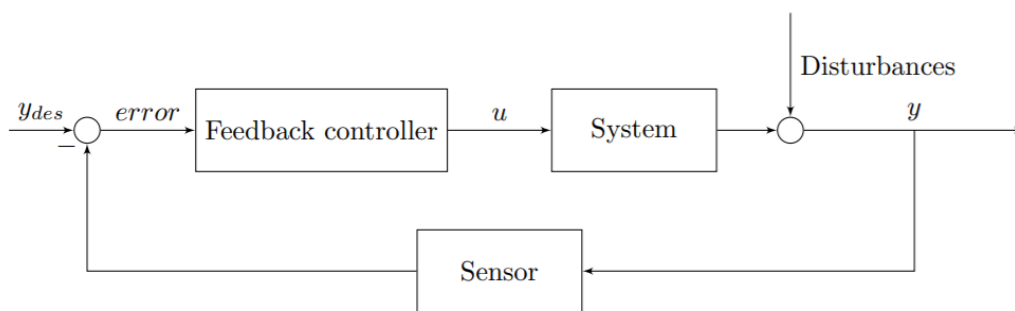 Disturbances
y_des
error
Feedback controller
u
System
y
−
Sensor